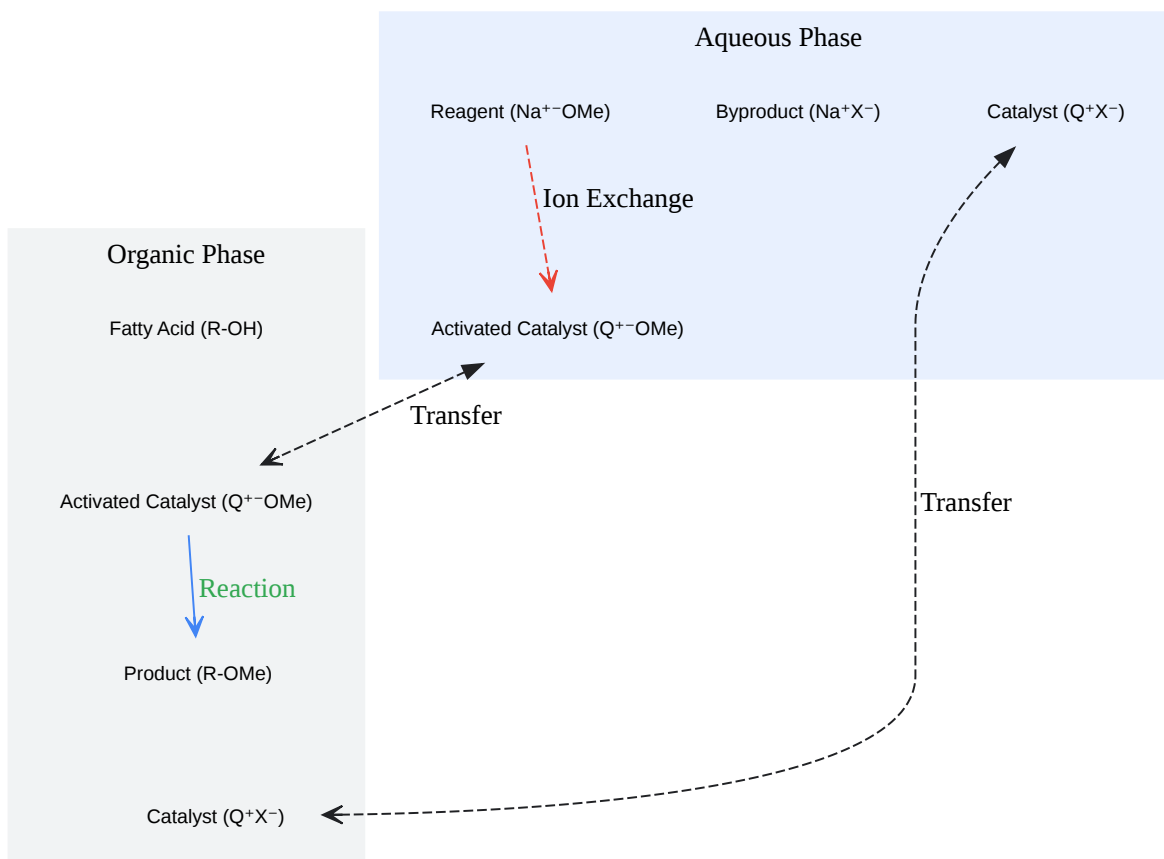 Aqueous Phase
Reagent (Na⁺⁻OMe)
Byproduct (Na⁺X⁻)
Catalyst (Q⁺X⁻)
Ion Exchange
Activated Catalyst (Q⁺⁻OMe)
Transfer
Organic Phase
Fatty Acid (R-OH)
Activated Catalyst (Q⁺⁻OMe)
Reaction
Product (R-OMe)
Catalyst (Q⁺X⁻)
Transfer